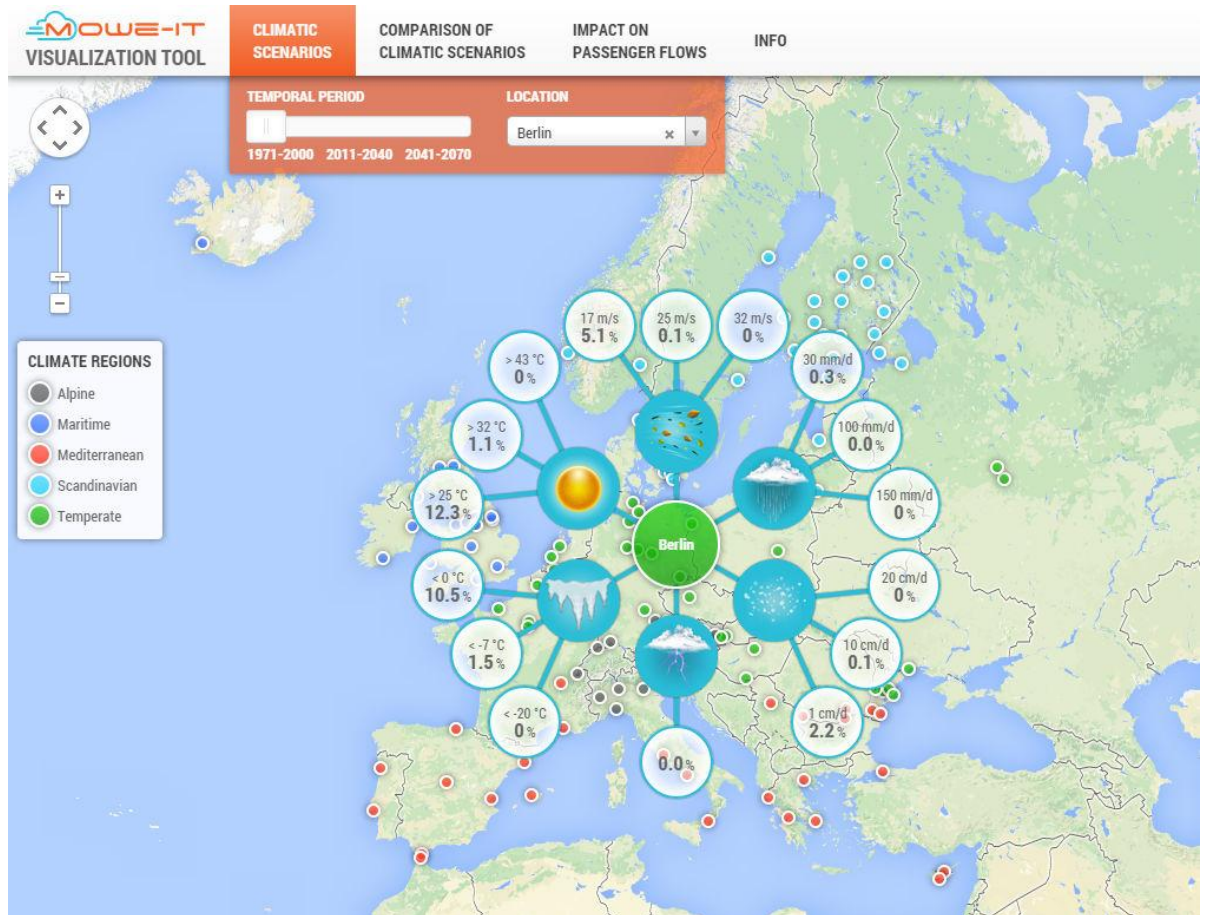 MOWE-IT
VISUALIZATION TOOL
CLIMATIC
SCENARIOS
COMPARISON OF
CLIMATIC SCENARIOS
IMPACT ON
PASSENGER FLOWS
INFO
TEMPORAL PERIOD
1971-2000 2011-2040 2041-2070
LOCATION
Berlin
CLIMATE REGIONS
Alpine
Maritime
Mediterranean
Scandinavian
Temperate
17 m/s
5.1 %
25 m/s
0.1 %
32 m/s
0 %
> 43 °C
0 %
30 mm/d
0.3 %
> 32 °C
1.1 %
100 mm/d
0.0 %
> 25 °C
12.3 %
150 mm/d
0 %
Berlin
< 0 °C
10.5 %
20 cm/d
0 %
< -7 °C
1.5 %
10 cm/d
0.1 %
< -20 °C
0 %
1 cm/d
2.2 %
0.0 %